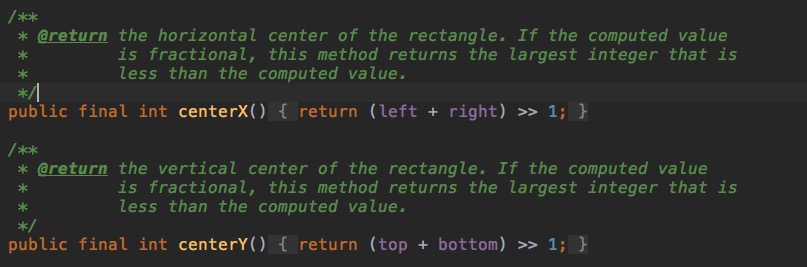 /**
 * @return the horizontal center of the rectangle. If the computed value
 *         is fractional, this method returns the largest integer that is
 *         less than the computed value.
 */
public final int centerX() { return (left + right) >> 1; }
/**
 * @return the vertical center of the rectangle. If the computed value
 *         is fractional, this method returns the largest integer that is
 *         less than the computed value.
 */
public final int centerY() { return (top + bottom) >> 1; }